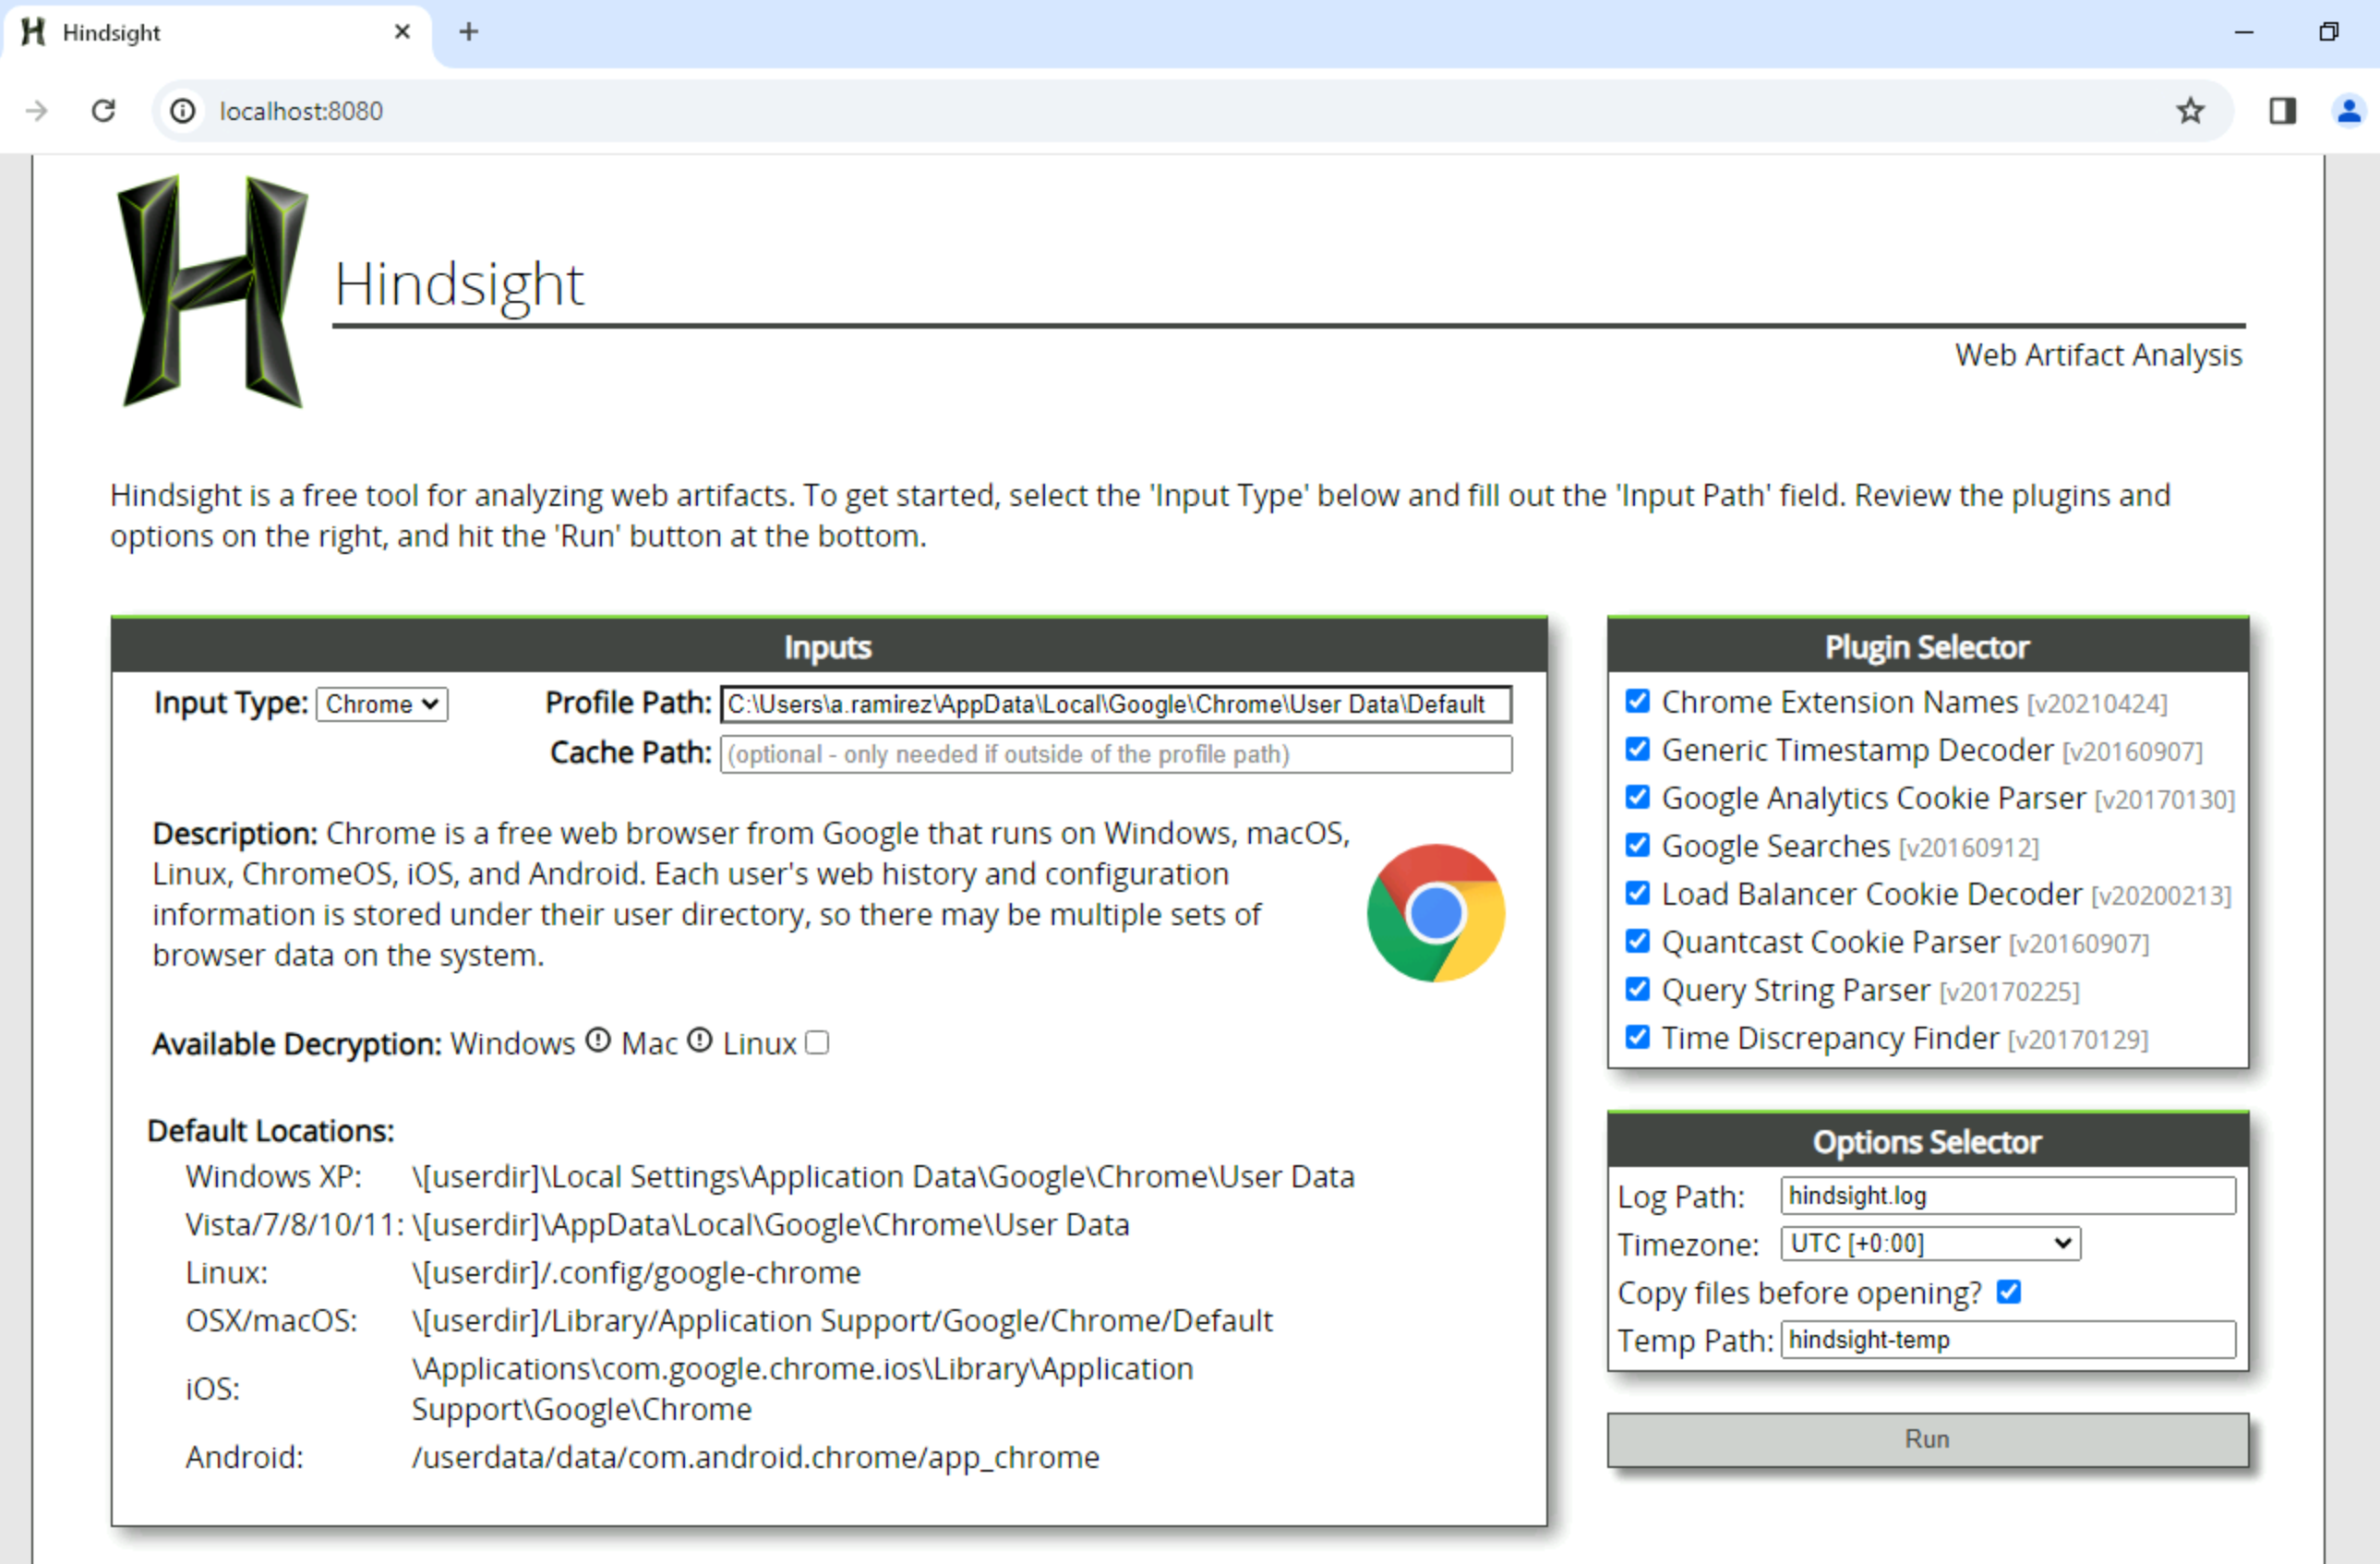 Hindsight
localhost:8080
Hindsight
Web Artifact Analysis
Hindsight is a free tool for analyzing web artifacts. To get started, select the 'Input Type' below and fill out the 'Input Path' field. Review the plugins and
options on the right, and hit the 'Run' button at the bottom.
Inputs
Input Type: Chrome Profile Path: C:\Users\a.ramirez\AppData\Local\Google\Chrome\User Data\Default
Cache Path: (optional - only needed if outside of the profile path)
Description: Chrome is a free web browser from Google that runs on Windows, macOS,
Linux, ChromeOS, iOS, and Android. Each user's web history and configuration
information is stored under their user directory, so there may be multiple sets of
browser data on the system.
Available Decryption: Windows Mac Linux
Default Locations:
Windows XP: \[userdir]\Local Settings\Application Data\Google\Chrome\User Data
Vista/7/8/10/11: \[userdir]\AppData\Local\Google\Chrome\User Data
Linux: \[userdir]/.config/google-chrome
OSX/macOS: \[userdir]/Library/Application Support/Google/Chrome/Default
iOS: \Applications\com.google.chrome.ios\Library\Application
Support\Google\Chrome
Android: /userdata/data/com.android.chrome/app_chrome
Plugin Selector
Chrome Extension Names [v20210424]
Generic Timestamp Decoder [v20160907]
Google Analytics Cookie Parser [v20170130]
Google Searches [v20160912]
Load Balancer Cookie Decoder [v20200213]
Quantcast Cookie Parser [v20160907]
Query String Parser [v20170225]
Time Discrepancy Finder [v20170129]
Options Selector
Log Path: hindsight.log
Timezone: UTC [+0:00]
Copy files before opening?
Temp Path: hindsight-temp
Run